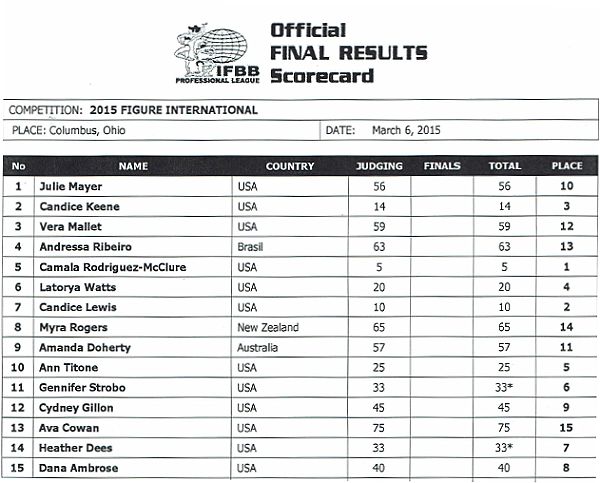 Official
FINAL RESULTS
Scorecard
IFBB
PROFESSIONAL LEAGUE
COMPETITION: 2015 FIGURE INTERNATIONAL
PLACE: Columbus, Ohio DATE: March 6, 2015
No NAME COUNTRY JUDGING FINALS TOTAL PLACE
1 Julie Mayer USA 56 56 10
2 Candice Keene USA 14 14 3
3 Vera Mallet USA 59 59 12
4 Andressa Ribeiro Brasil 63 63 13
5 Camala Rodriguez-McClure USA 5 5 1
6 Latorya Watts USA 20 20 4
7 Candice Lewis USA 10 10 2
8 Myra Rogers New Zealand 65 65 14
9 Amanda Doherty Australia 57 57 11
10 Ann Titone USA 25 25 5
11 Gennifer Strobo USA 33 33* 6
12 Cydney Gillon USA 45 45 9
13 Ava Cowan USA 75 75 15
14 Heather Dees USA 33 33* 7
15 Dana Ambrose USA 40 40 8